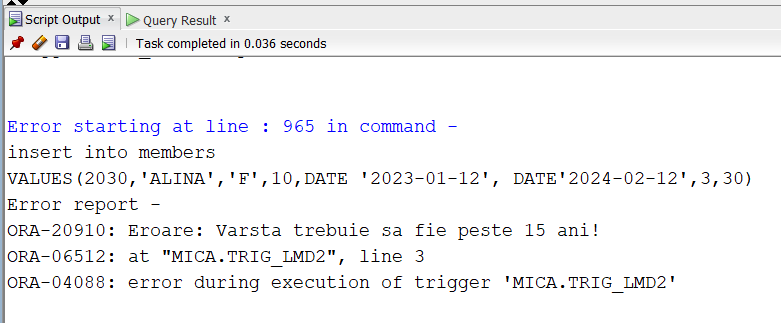 Script Output x Query Result x
Task completed in 0.036 seconds
Error starting at line : 965 in command -
insert into members
VALUES(2030,'ALINA','F',10,DATE '2023-01-12', DATE'2024-02-12',3,30)
Error report -
ORA-20910: Eroare: Varsta trebuie sa fie peste 15 ani!
ORA-06512: at "MICA.TRIG_LMD2", line 3
ORA-04088: error during execution of trigger 'MICA.TRIG_LMD2'